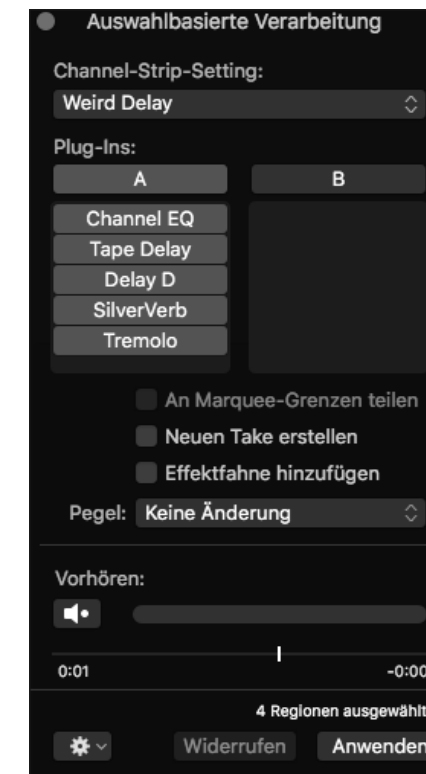 Auswahlbasierte Verarbeitung
Channel-Strip-Setting:
Weird Delay
Plug-Ins:
A B
Channel EQ
Tape Delay
Delay D
SilverVerb
Tremolo
An Marquee-Grenzen teilen
Neuen Take erstellen
Effektfahne hinzufügen
Pegel: Keine Änderung
Vorhören:
0:01 -0:00
4 Regionen ausgewählt
Widerrufen Anwenden